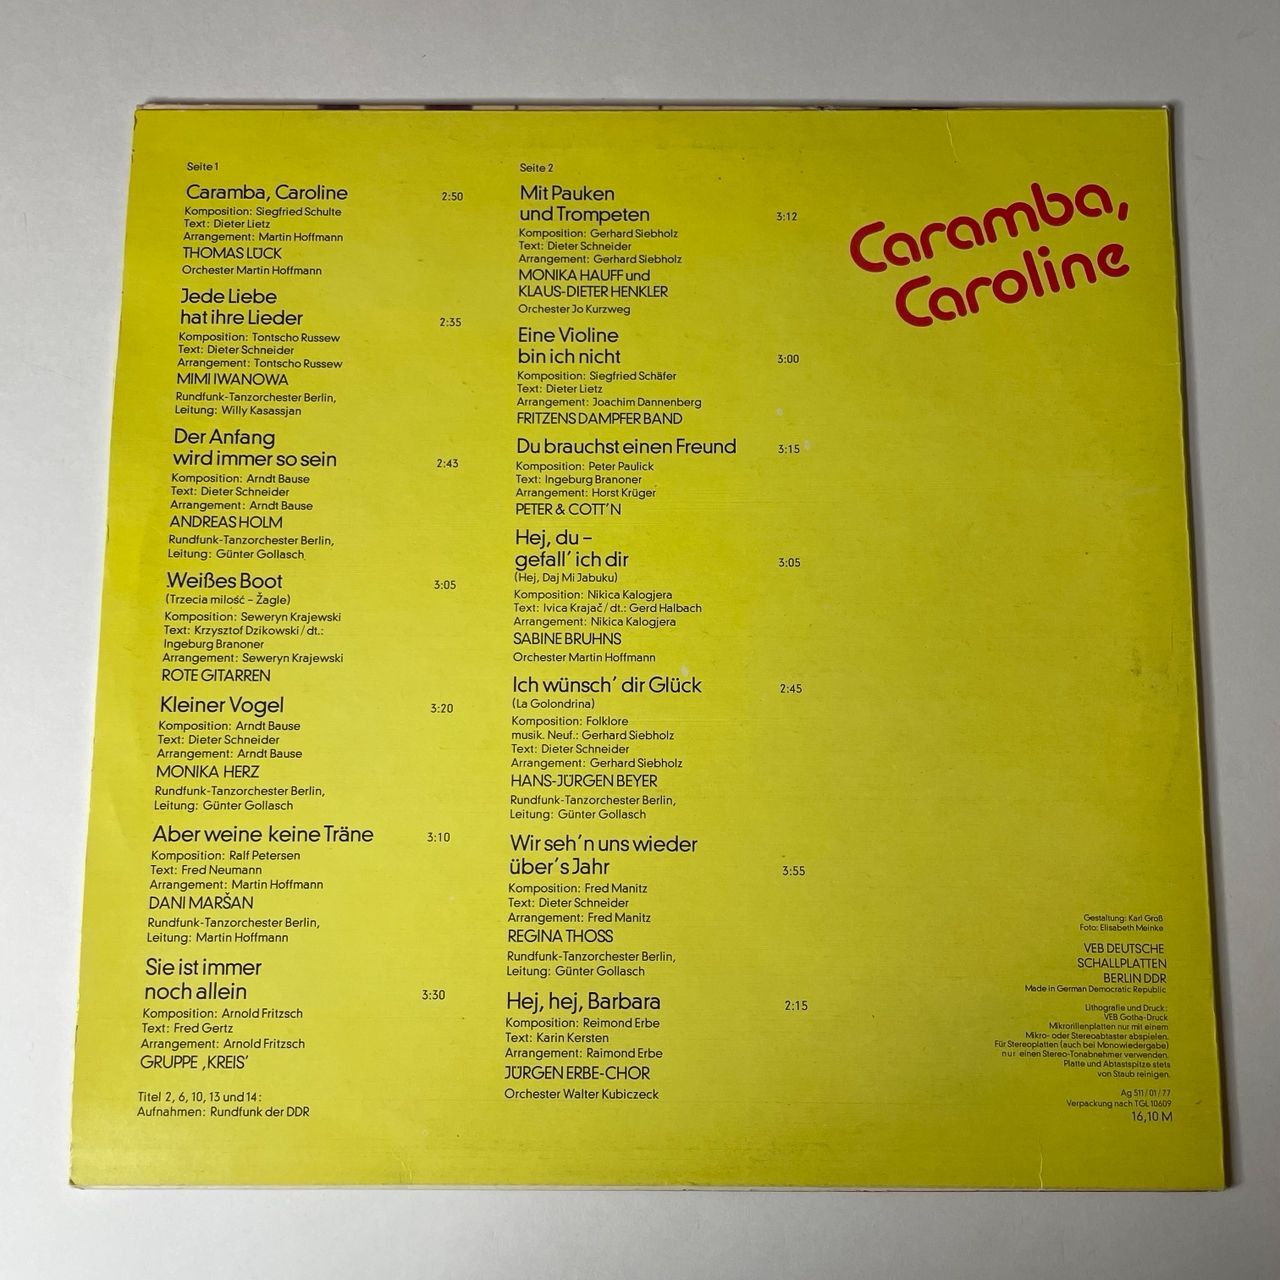 Seite 1
Caramba, Caroline 2:50
Komposition: Siegfried Schulte
Text: Dieter Lietz
Arrangement: Martin Hoffmann
THOMAS LÜCK
Orchester Martin Hoffmann
Jede Liebe
hat ihre Lieder 2:35
Komposition: Tontscho Russew
Text: Dieter Schneider
Arrangement: Tontscho Russew
MIMI IWANOWA
Rundfunk-Tanzorchester Berlin,
Leitung: Willy Kasassjan
Der Anfang
wird immer so sein 2:43
Komposition: Arndt Bause
Text: Dieter Schneider
Arrangement: Arndt Bause
ANDREAS HOLM
Rundfunk-Tanzorchester Berlin,
Leitung: Günter Gollasch
Weißes Boot 3:05
(Trzecia milość - Žagle)
Komposition: Seweryn Krajewski
Text: Krzysztof Dzikowski / dt.:
Ingeburg Branoner
Arrangement: Seweryn Krajewski
ROTE GITARREN
Kleiner Vogel 3:20
Komposition: Arndt Bause
Text: Dieter Schneider
Arrangement: Arndt Bause
MONIKA HERZ
Rundfunk-Tanzorchester Berlin,
Leitung: Günter Gollasch
Aber weine keine Träne 3:10
Komposition: Ralf Petersen
Text: Fred Neumann
Arrangement: Martin Hoffmann
DANI MARŠAN
Rundfunk-Tanzorchester Berlin,
Leitung: Martin Hoffmann
Sie ist immer
noch allein 3:30
Komposition: Arnold Fritzsch
Text: Fred Gertz
Arrangement: Arnold Fritzsch
GRUPPE ‚KREIS’
Titel 2, 6, 10, 13 und 14:
Aufnahmen: Rundfunk der DDR
Seite 2
Mit Pauken
und Trompeten 3:12
Komposition: Gerhard Siebholz
Text: Dieter Schneider
Arrangement: Gerhard Siebholz
MONIKA HAUFF und
KLAUS-DIETER HENKLER
Orchester Jo Kurzweg
Eine Violine
bin ich nicht 3:00
Komposition: Siegfried Schäfer
Text: Dieter Lietz
Arrangement: Joachim Dannenberg
FRITZENS DAMPFER BAND
Du brauchst einen Freund 3:15
Komposition: Peter Paulick
Text: Ingeburg Branoner
Arrangement: Horst Krüger
PETER & COTT’N
Hej, du –
gefall’ ich dir 3:05
(Hej, Daj Mi Jabuku)
Komposition: Nikica Kalogjera
Text: Ivica Krajač / dt.: Gerd Halbach
Arrangement: Nikica Kalogjera
SABINE BRUHNS
Orchester Martin Hoffmann
Ich wünsch’ dir Glück 2:45
(La Golondrina)
Komposition: Folklore
musik. Neuf.: Gerhard Siebholz
Text: Dieter Schneider
Arrangement: Gerhard Siebholz
HANS-JÜRGEN BEYER
Rundfunk-Tanzorchester Berlin,
Leitung: Günter Gollasch
Wir seh’n uns wieder
über’s Jahr 3:55
Komposition: Fred Manitz
Text: Dieter Schneider
Arrangement: Fred Manitz
REGINA THOSS
Rundfunk-Tanzorchester Berlin,
Leitung: Günter Gollasch
Hej, hej, Barbara 2:15
Komposition: Reimond Erbe
Text: Karin Kersten
Arrangement: Raimond Erbe
JÜRGEN ERBE-CHOR
Orchester Walter Kubiczeck
Caramba,
Caroline
Gestaltung: Karl Groß
Foto: Elisabeth Meinke
VEB DEUTSCHE
SCHALLPLATTEN
BERLIN DDR
Made in German Democratic Republic
Lithografie und Druck:
VEB Gotha-Druck
Mikrorillenplatten nur mit einem
Mikro- oder Stereoabtaster abspielen.
Für Stereoplatten (auch bei Monowiedergabe)
nur einen Stereo-Tonabnehmer verwenden.
Platte und Abtastspitze stets
von Staub reinigen.
Ag 511/01/77
Verpackung nach TGL 10609
16,10 M